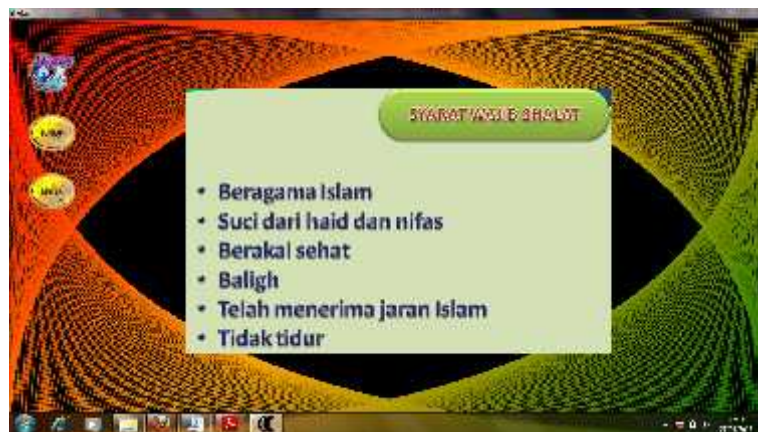 SYARAT WAJIB SHALAT
• Beragama Islam
• Suci dari haid dan nifas
• Berakal sehat
• Baligh
• Telah menerima jaran Islam
• Tidak tidur